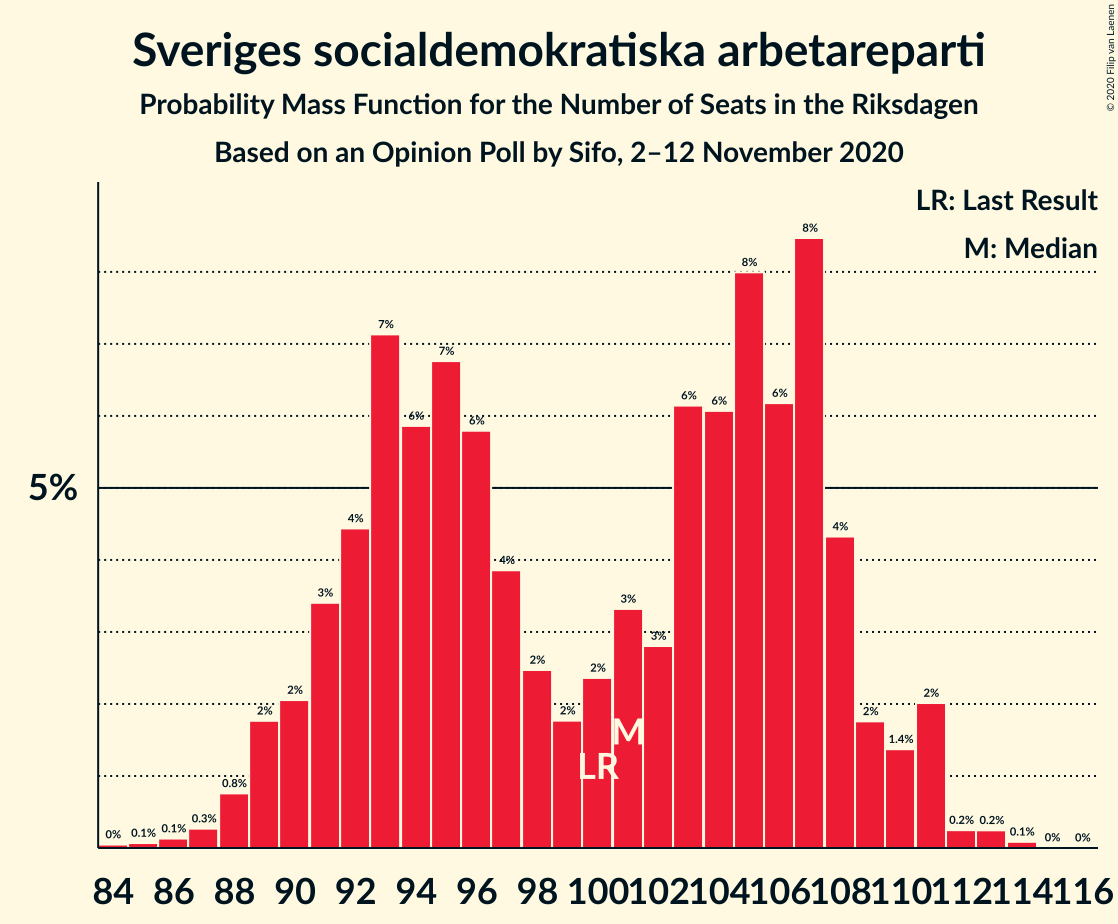 Sveriges socialdemokratiska arbetareparti
Probability Mass Function for the Number of Seats in the Riksdagen
Based on an Opinion Poll by Sifo, 2–12 November 2020
© 2020 Filip van Laenen
LR: Last Result
M: Median
5%
0% 0.1% 0.1% 0.3% 0.8% 2% 2% 3% 4% 7% 6% 7% 6% 4% 2% 2% 2% 3% 3% 6% 6% 8% 6% 8% 4% 2% 1.4% 2% 0.2% 0.2% 0.1% 0% 0%
M
LR
84 86 88 90 92 94 96 98 100 102 104 106 108 110 112 114 116